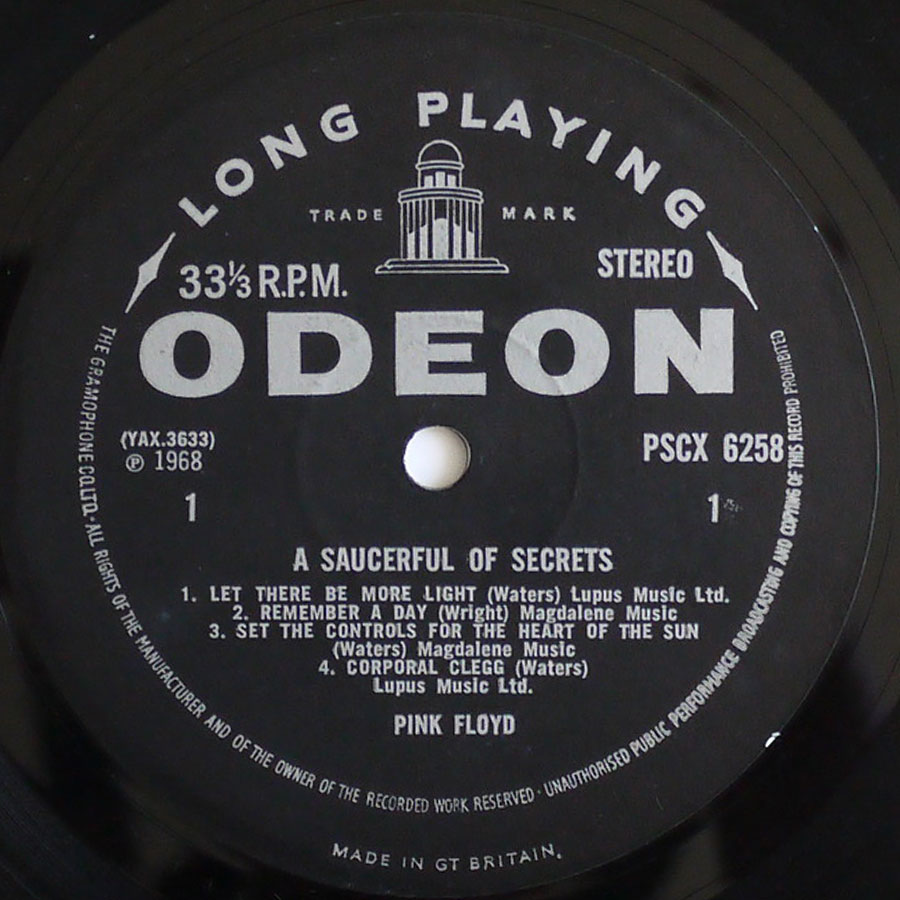 LONG PLAYING
TRADE MARK
33⅓ R.P.M.
STEREO
ODEON
(YAX.3633)
℗ 1968
PSCX 6258
1
1
A SAUCERFUL OF SECRETS
1. LET THERE BE MORE LIGHT (Waters) Lupus Music Ltd.
2. REMEMBER A DAY (Wright) Magdalene Music
3. SET THE CONTROLS FOR THE HEART OF THE SUN
(Waters) Magdalene Music
4. CORPORAL CLEGG (Waters)
Lupus Music Ltd.
PINK FLOYD
THE GRAMOPHONE CO. LTD. · ALL RIGHTS OF THE MANUFACTURER AND OF THE OWNER OF THE RECORDED WORK RESERVED · UNAUTHORISED PUBLIC PERFORMANCE BROADCASTING AND COPYING OF THIS RECORD PROHIBITED
MADE IN GT BRITAIN.